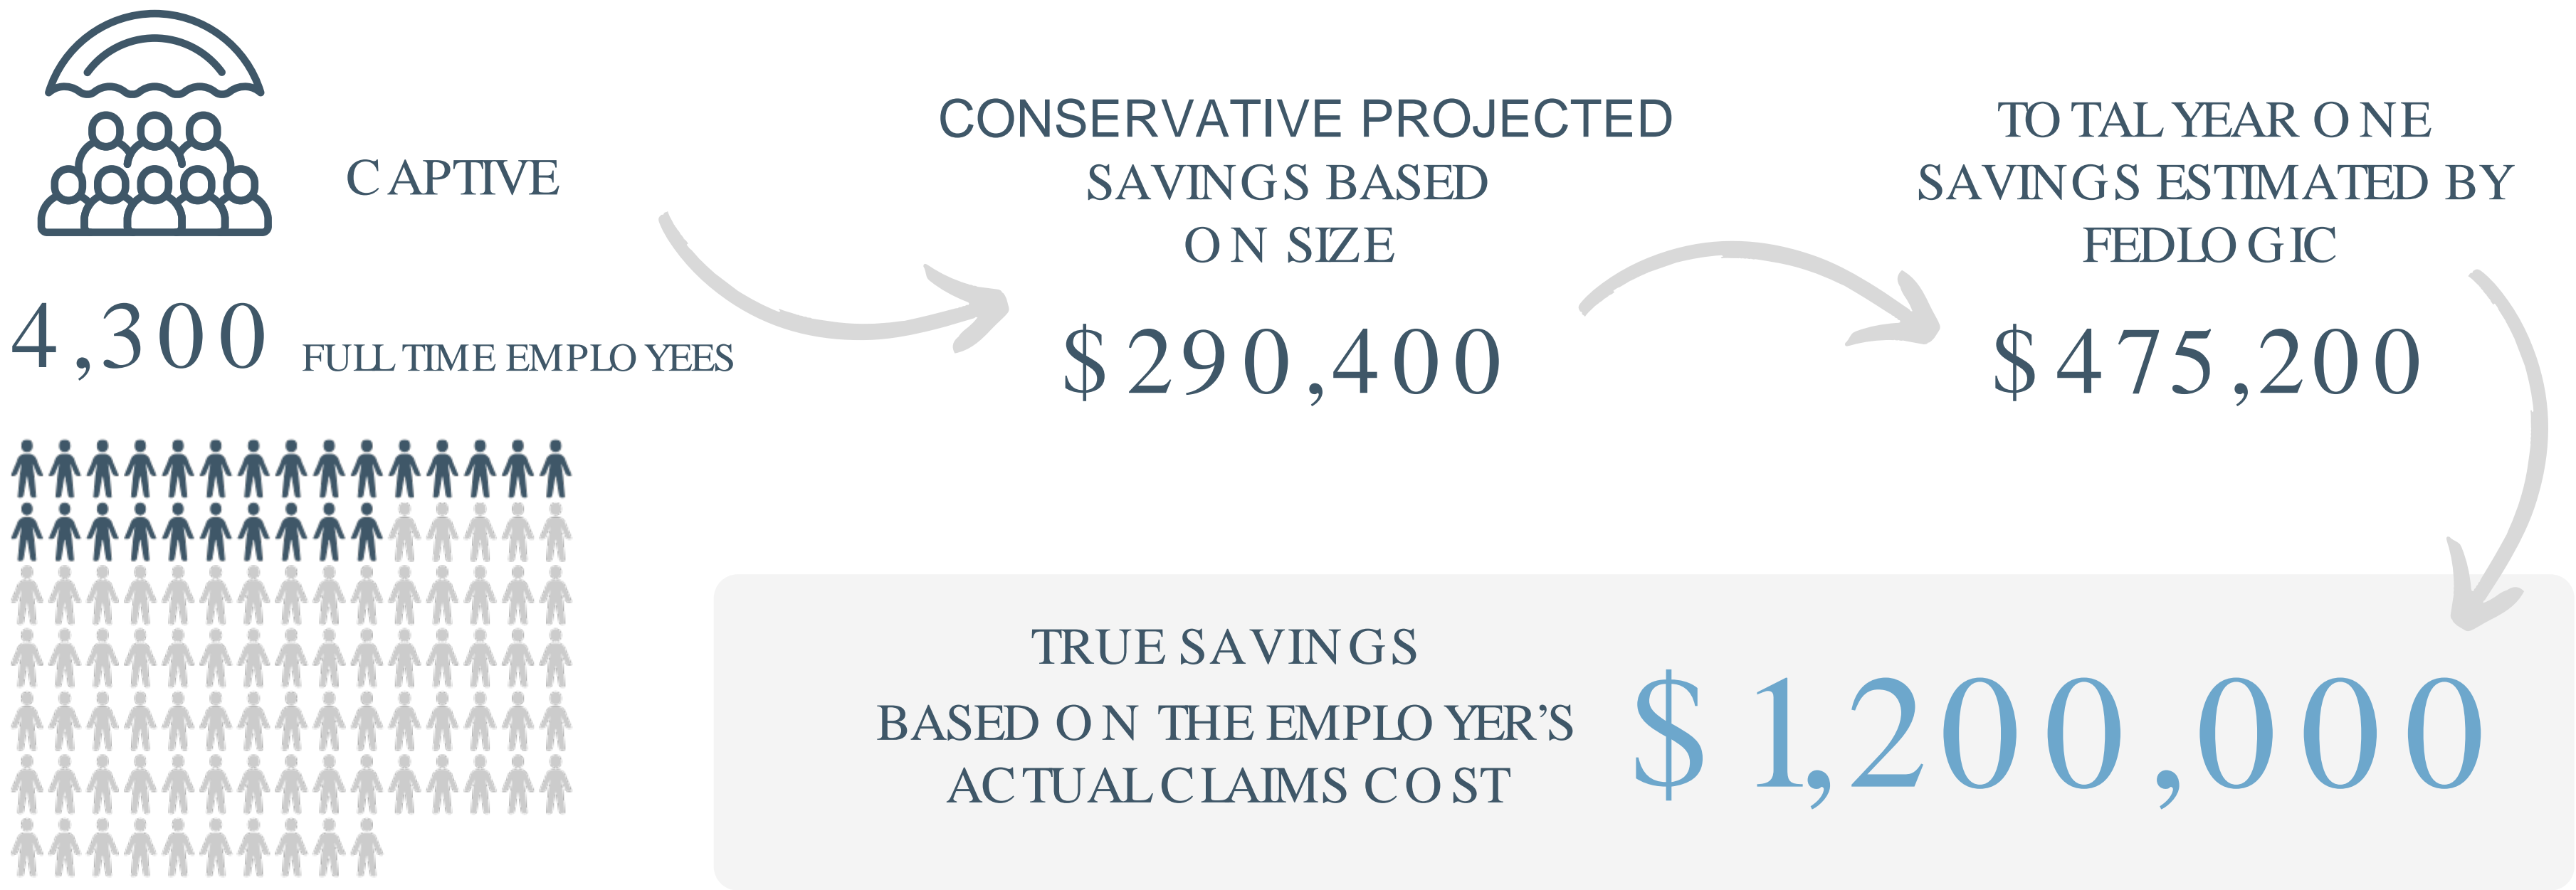 CAPTIVE
4,300 FULL TIME EMPLOYEES
CONSERVATIVE PROJECTED
SAVINGS BASED
ON SIZE
$290,400
TOTAL YEAR ONE
SAVINGS ESTIMATED BY
FEDLOGIC
$475,200
TRUE SAVINGS
BASED ON THE EMPLOYER’S
ACTUAL CLAIMS COST
$1,200,000